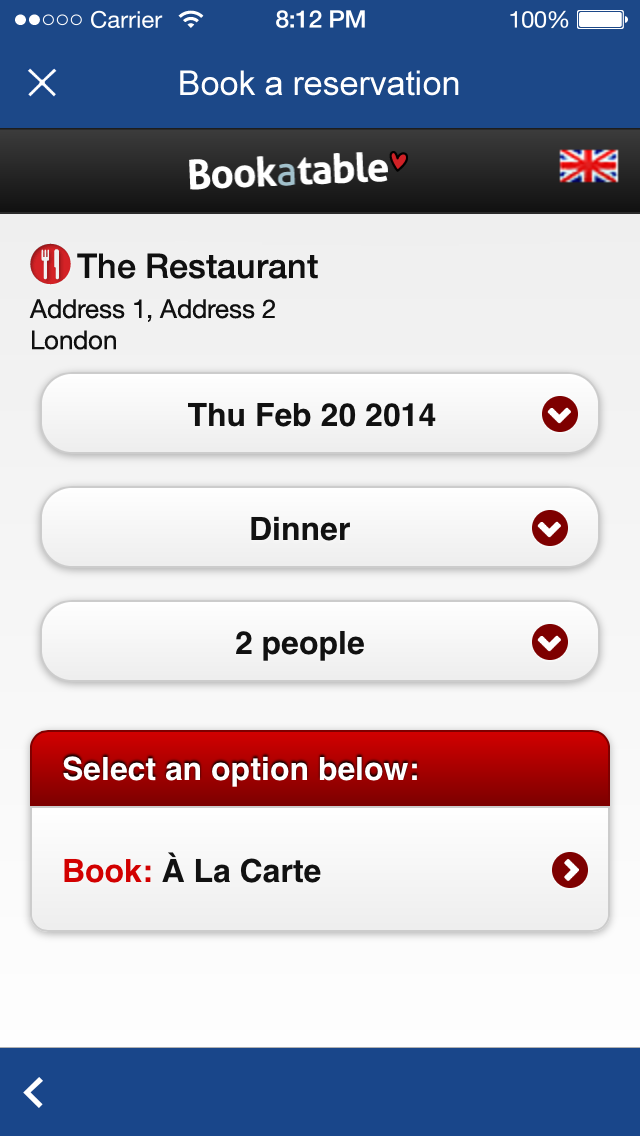 Carrier 8:12 PM 100%
Book a reservation
Bookatable
The Restaurant
Address 1, Address 2
London
Thu Feb 20 2014
Dinner
2 people
Select an option below:
Book: À La Carte